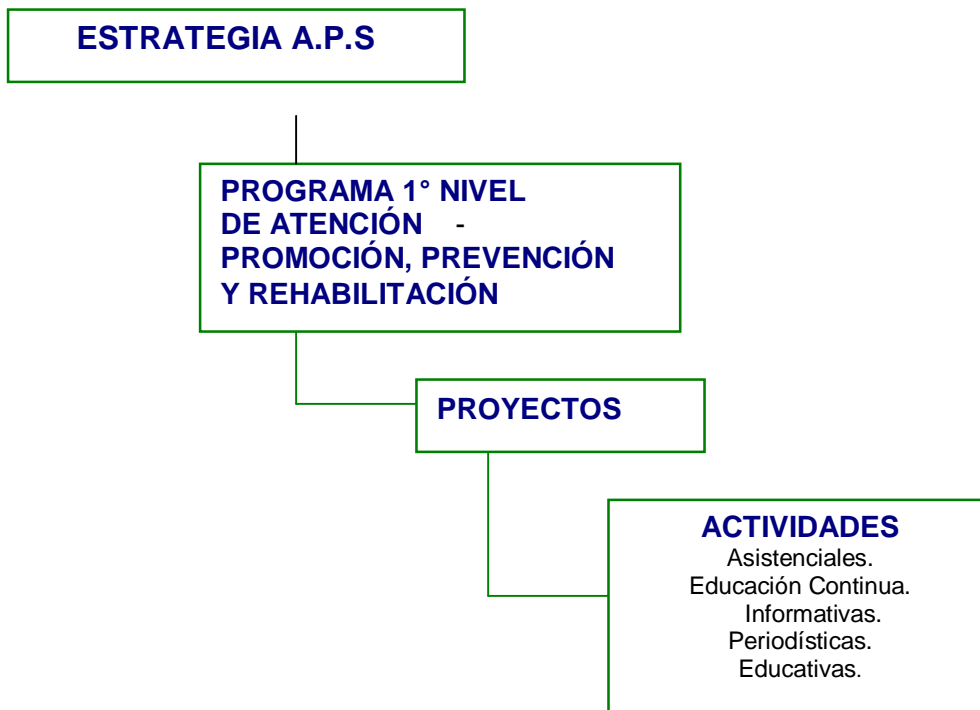 ESTRATEGIA A.P.S
PROGRAMA 1° NIVEL
DE ATENCIÓN -
PROMOCIÓN, PREVENCIÓN
Y REHABILITACIÓN
PROYECTOS
ACTIVIDADES
Asistenciales.
Educación Continua.
Informativas.
Periodísticas.
Educativas.